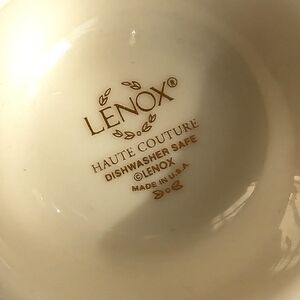 LENOX®
HAUTE COUTURE
DISHWASHER SAFE
©LENOX
MADE IN U.S.A